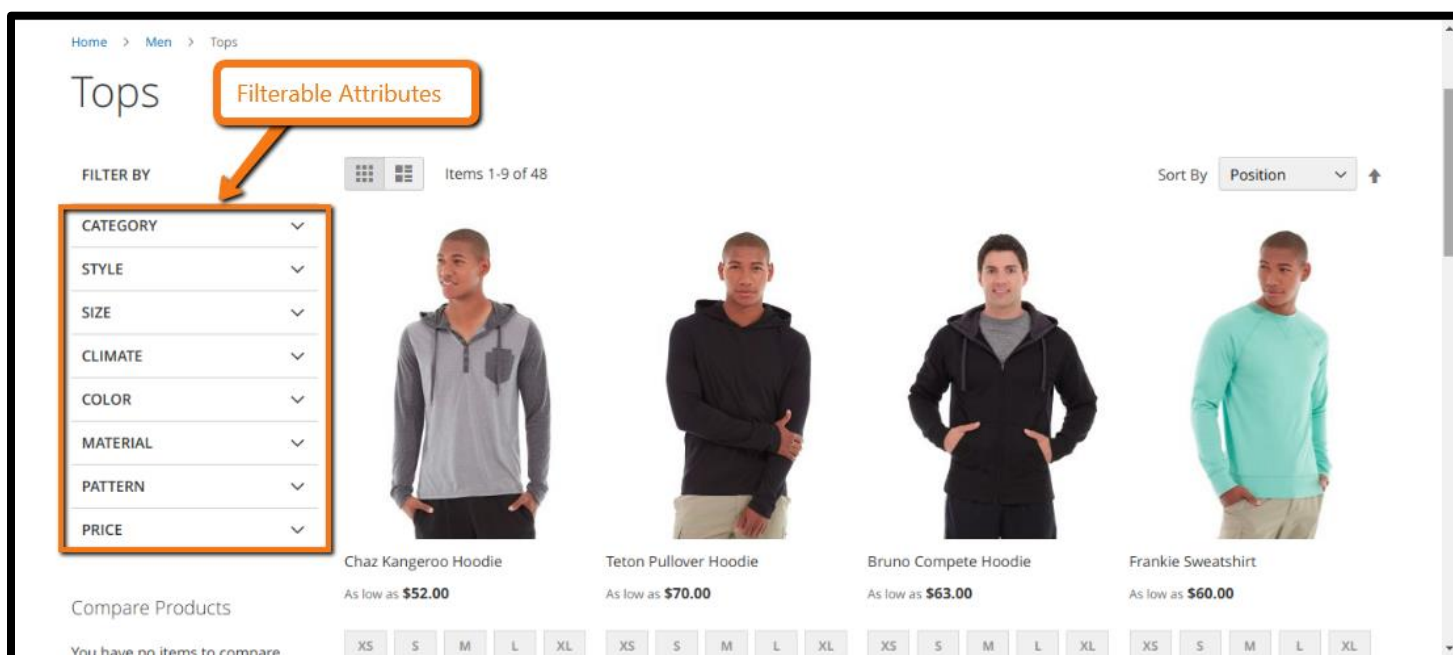 Home > Men > Tops
Tops
Filterable Attributes
FILTER BY
Items 1-9 of 48
Sort By Position
CATEGORY
STYLE
SIZE
CLIMATE
COLOR
MATERIAL
PATTERN
PRICE
Chaz Kangeroo Hoodie
As low as $52.00
XS S M L XL
Teton Pullover Hoodie
As low as $70.00
XS S M L XL
Bruno Compete Hoodie
As low as $63.00
XS S M L XL
Frankie Sweatshirt
As low as $60.00
XS S M L XL
Compare Products
You have no items to compare.